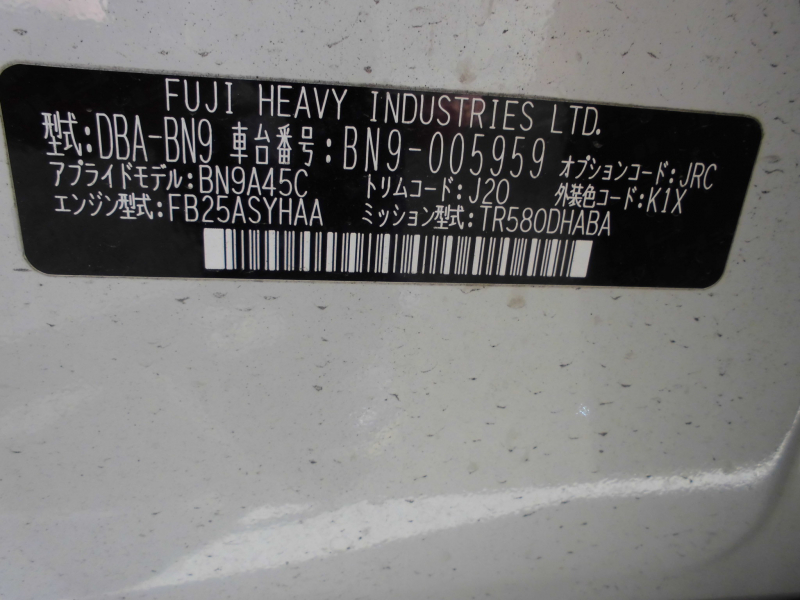 FUJI HEAVY INDUSTRIES LTD.
型式:DBA-BN9 車台番号:BN9-005959 オプションコード:JRC
アプライドモデル:BN9A45C トリムコード:J20 外装色コード:K1X
エンジン型式:FB25ASYHAA ミッション型式:TR580DHABA